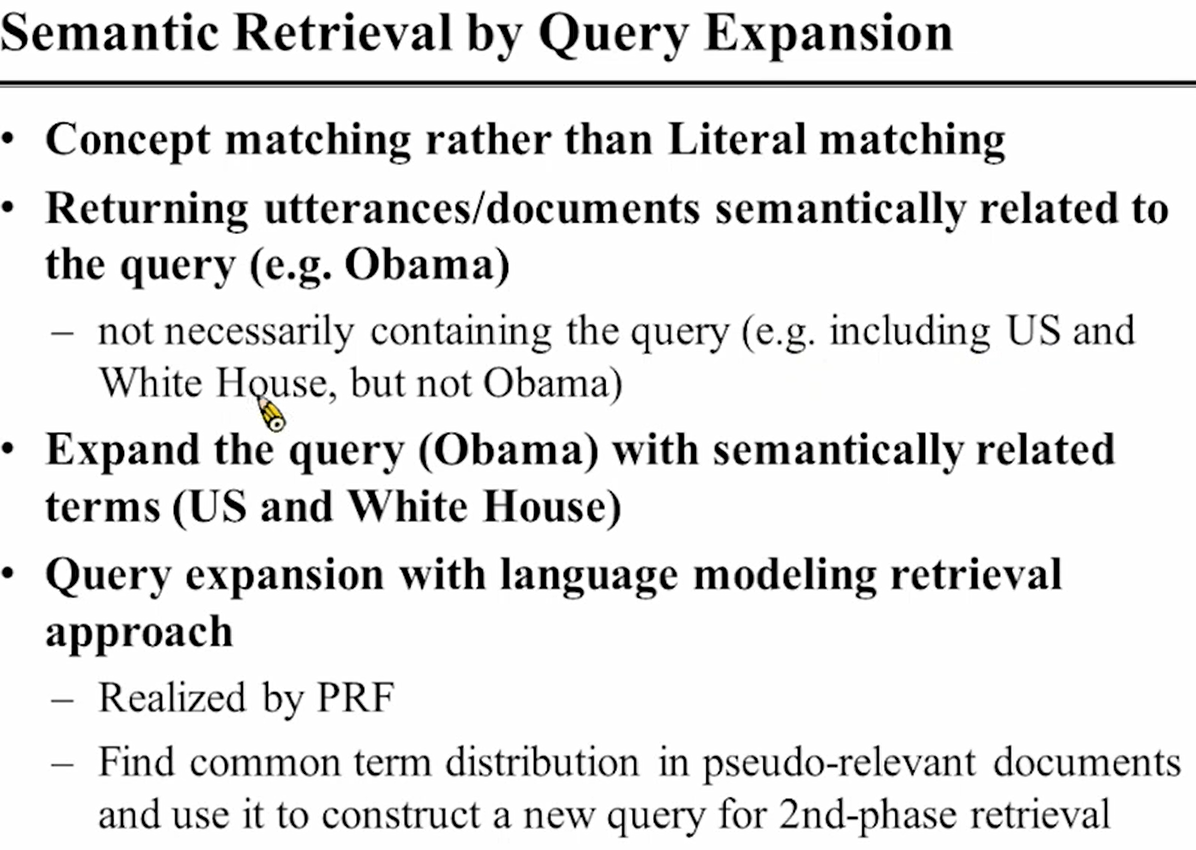 Semantic Retrieval by Query Expansion
• Concept matching rather than Literal matching
• Returning utterances/documents semantically related to
the query (e.g. Obama)
– not necessarily containing the query (e.g. including US and
White House, but not Obama)
• Expand the query (Obama) with semantically related
terms (US and White House)
• Query expansion with language modeling retrieval
approach
– Realized by PRF
– Find common term distribution in pseudo-relevant documents
and use it to construct a new query for 2nd-phase retrieval